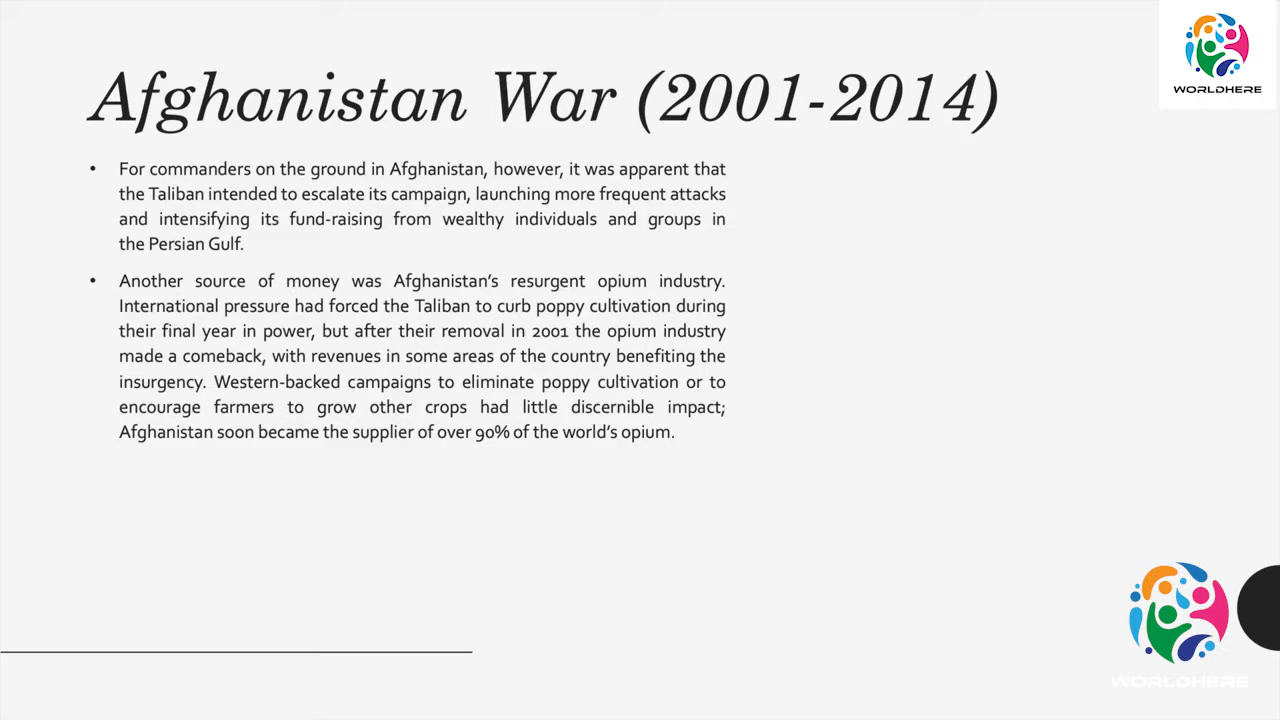 WORLDHERE
Afghanistan War (2001-2014)
• For commanders on the ground in Afghanistan, however, it was apparent that
the Taliban intended to escalate its campaign, launching more frequent attacks
and intensifying its fund-raising from wealthy individuals and groups in
the Persian Gulf.
• Another source of money was Afghanistan’s resurgent opium industry.
International pressure had forced the Taliban to curb poppy cultivation during
their final year in power, but after their removal in 2001 the opium industry
made a comeback, with revenues in some areas of the country benefiting the
insurgency. Western-backed campaigns to eliminate poppy cultivation or to
encourage farmers to grow other crops had little discernible impact;
Afghanistan soon became the supplier of over 90% of the world’s opium.
WORLDHERE